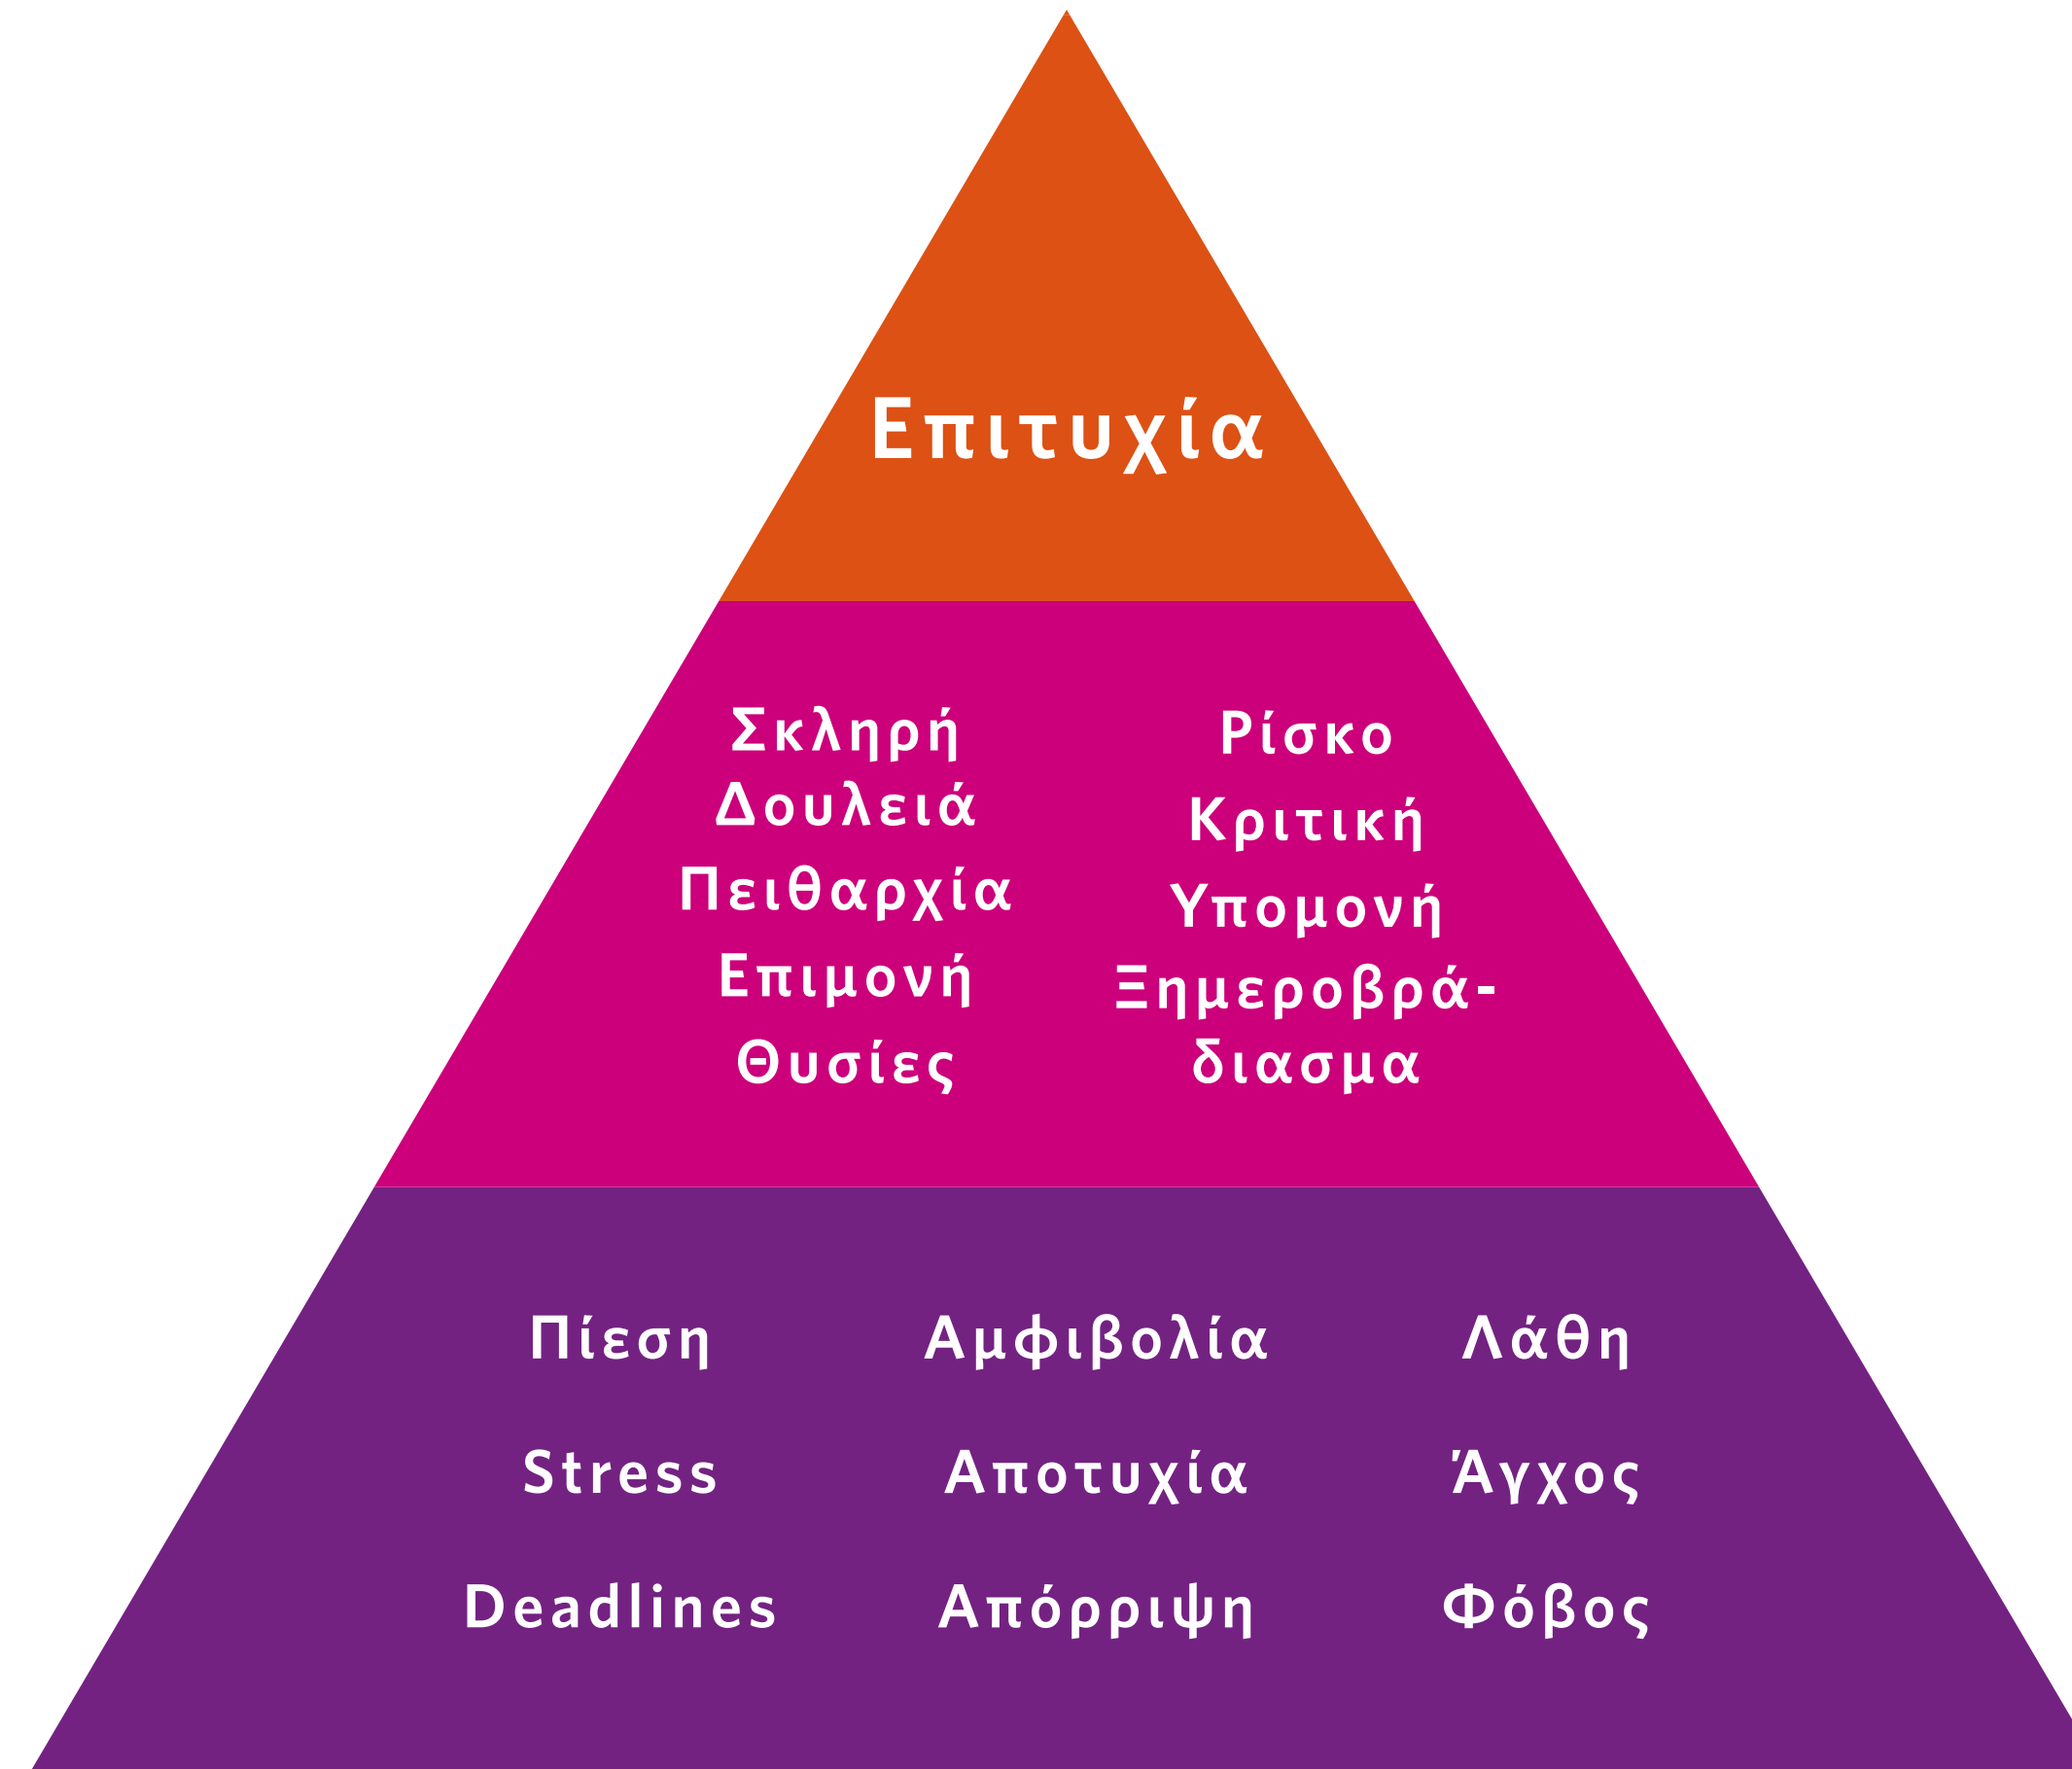 Επιτυχία
Σκληρή
Δουλειά
Πειθαρχία
Επιμονή
Θυσίες
Ρίσκο
Κριτική
Υπομονή
Ξημεροβρά-
διασμα
Πίεση
Αμφιβολία
Λάθη
Stress
Αποτυχία
Άγχος
Deadlines
Απόρριψη
Φόβος